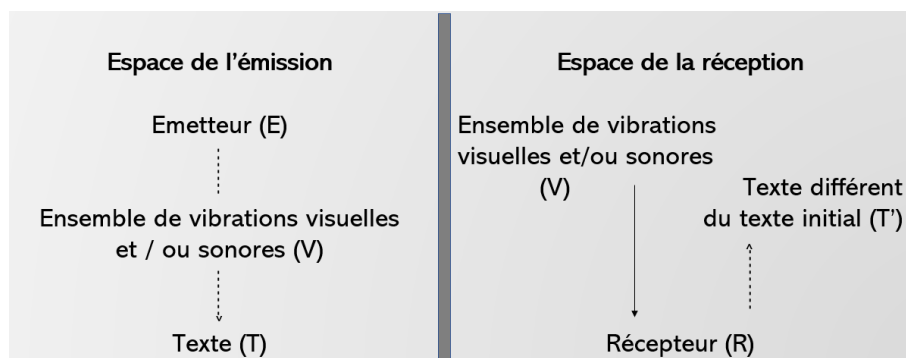 Espace de l'émission
Emetteur (E)
Ensemble de vibrations visuelles
et / ou sonores (V)
Texte (T)
Espace de la réception
Ensemble de vibrations
visuelles et/ou sonores
(V)
Texte différent
du texte initial (T')
Récepteur (R)